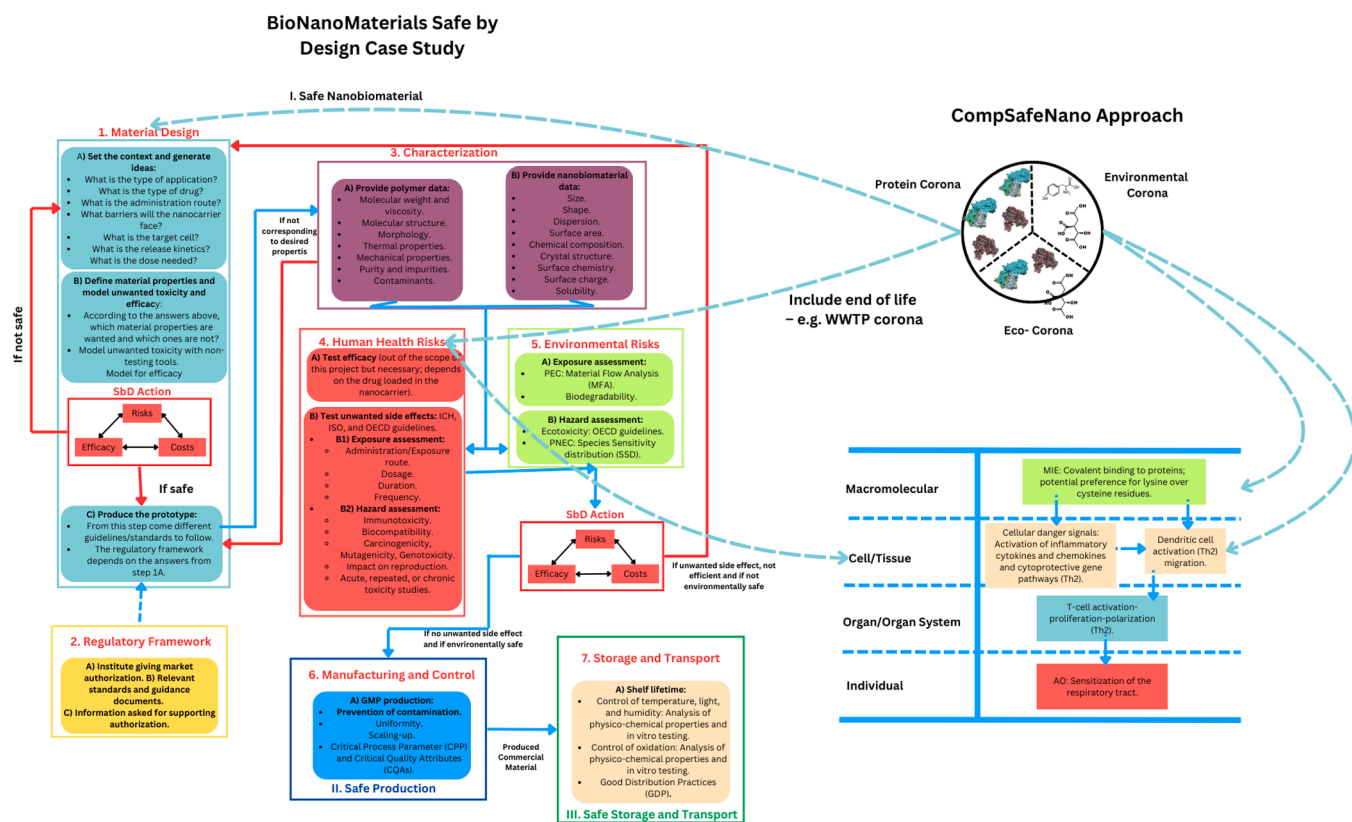 BioNanoMaterials Safe by
Design Case Study
I. Safe Nanobiomaterial
CompSafeNano Approach
1. Material Design
A) Set the context and generate
ideas:
• What is the type of application?
• What is the type of drug?
• What is the administration route?
• What barriers will the nanocarrier
face?
• What is the target cell?
• What is the release kinetics?
What is the dose needed?
B) Define material properties and
model unwanted toxicity and
efficacy:
• According to the answers above,
which material properties are
wanted and which ones are not?
• Model unwanted toxicity with non-
testing tools.
Model for efficacy
SbD Action
Risks
Efficacy
Costs
If not safe
If safe
C) Produce the prototype:
• From this step come different
guidelines/standards to follow.
• The regulatory framework
depends on the answers from
step 1A.
2. Regulatory Framework
A) Institute giving market
authorization. B) Relevant
standards and guidance
documents.
C) Information asked for supporting
authorization.
If not
corresponding
to desired
propertis
3. Characterization
A) Provide polymer data:
• Molecular weight and
viscosity.
• Molecular structure.
• Morphology.
• Thermal properties.
• Mechanical properties.
• Purity and impurities.
• Contaminants.
B) Provide nanobiomaterial
data:
• Size.
• Shape.
• Dispersion.
• Surface area.
• Chemical composition.
• Crystal structure.
• Surface chemistry.
• Surface charge.
• Solubility.
4. Human Health Risks
A) Test efficacy (out of the scope of
this project but necessary; depends
on the drug loaded in the
nanocarrier).
B) Test unwanted side effects: ICH,
ISO, and OECD guidelines.
• B1) Exposure assessment:
◦ Administration/Exposure
route.
◦ Dosage.
◦ Duration.
◦ Frequency.
• B2) Hazard assessment:
◦ Immunotoxicity.
◦ Biocompatibility.
◦ Carcinogenicity,
Mutagenicity, Genotoxicity.
◦ Impact on reproduction.
◦ Acute, repeated, or chronic
toxicity studies.
5. Environmental Risks
A) Exposure assessment:
• PEC: Material Flow Analysis
(MFA).
• Biodegradability.
B) Hazard assessment:
Ecotoxicity: OECD guidelines.
• PNEC: Species Sensitivity
distribution (SSD).
SbD Action
Risks
Efficacy
Costs
If unwanted side effect, not
efficient and if not
environmentally safe
If no unwanted side effect
and if envrironentally safe
6. Manufacturing and Control
A) GMP production:
• Prevention of contamination.
• Uniformity.
Scaling-up.
• Critical Process Parameter (CPP)
and Critical Quality Attributes
(CQAs).
II. Safe Production
Produced
Commercial
Material
7. Storage and Transport
A) Shelf lifetime:
• Control of temperature, light,
and humidity: Analysis of
physico-chemical properties and
in vitro testing.
• Control of oxidation: Analysis of
physico-chemical properties and
in vitro testing.
• Good Distribution Practices
(GDP).
III. Safe Storage and Transport
Protein Corona
Environmental
Corona
Eco- Corona
Include end of life
– e.g. WWTP corona
Macromolecular
MIE: Covalent binding to proteins;
potential preference for lysine over
cysteine residues.
Cell/Tissue
Cellular danger signals:
Activation of inflammatory
cytokines and chemokines
and cytoprotective gene
pathways (Th2).
Dendritic cell
activation (Th2)
migration.
Organ/Organ System
T-cell activation-
proliferation-polarization
(Th2).
Individual
AO: Sensitization of the
respiratory tract.